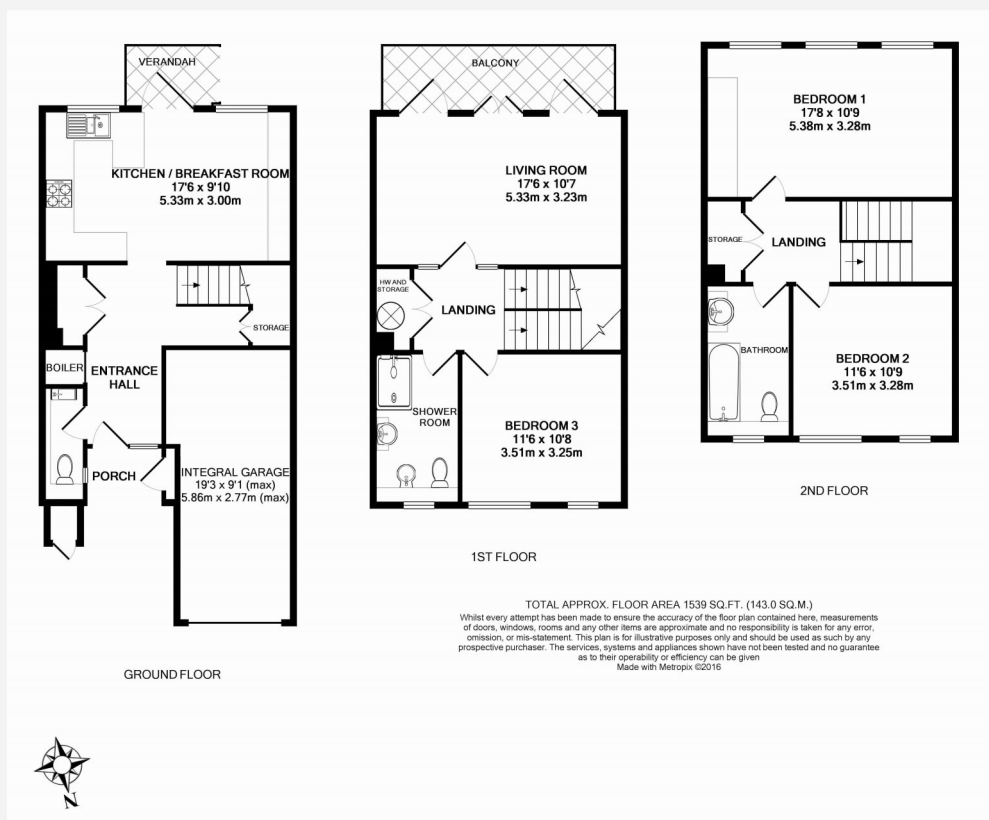 VERANDAH
KITCHEN / BREAKFAST ROOM
17'6 x 9'10
5.33m x 3.00m
STORAGE
BOILER
ENTRANCE
HALL
PORCH
INTEGRAL GARAGE
19'3 x 9'1 (max)
5.86m x 2.77m (max)
GROUND FLOOR
BALCONY
LIVING ROOM
17'6 x 10'7
5.33m x 3.23m
HW AND
STORAGE
LANDING
SHOWER
ROOM
BEDROOM 3
11'6 x 10'8
3.51m x 3.25m
1ST FLOOR
BEDROOM 1
17'8 x 10'9
5.38m x 3.28m
STORAGE
LANDING
BATHROOM
BEDROOM 2
11'6 x 10'9
3.51m x 3.28m
2ND FLOOR
TOTAL APPROX. FLOOR AREA 1539 SQ.FT. (143.0 SQ.M.)
Whilst every attempt has been made to ensure the accuracy of the floor plan contained here, measurements
of doors, windows, rooms and any other items are approximate and no responsibility is taken for any error,
omission, or mis-statement. This plan is for illustrative purposes only and should be used as such by any
prospective purchaser. The services, systems and appliances shown have not been tested and no guarantee
as to their operability or efficiency can be given
Made with Metropix ©2016
N